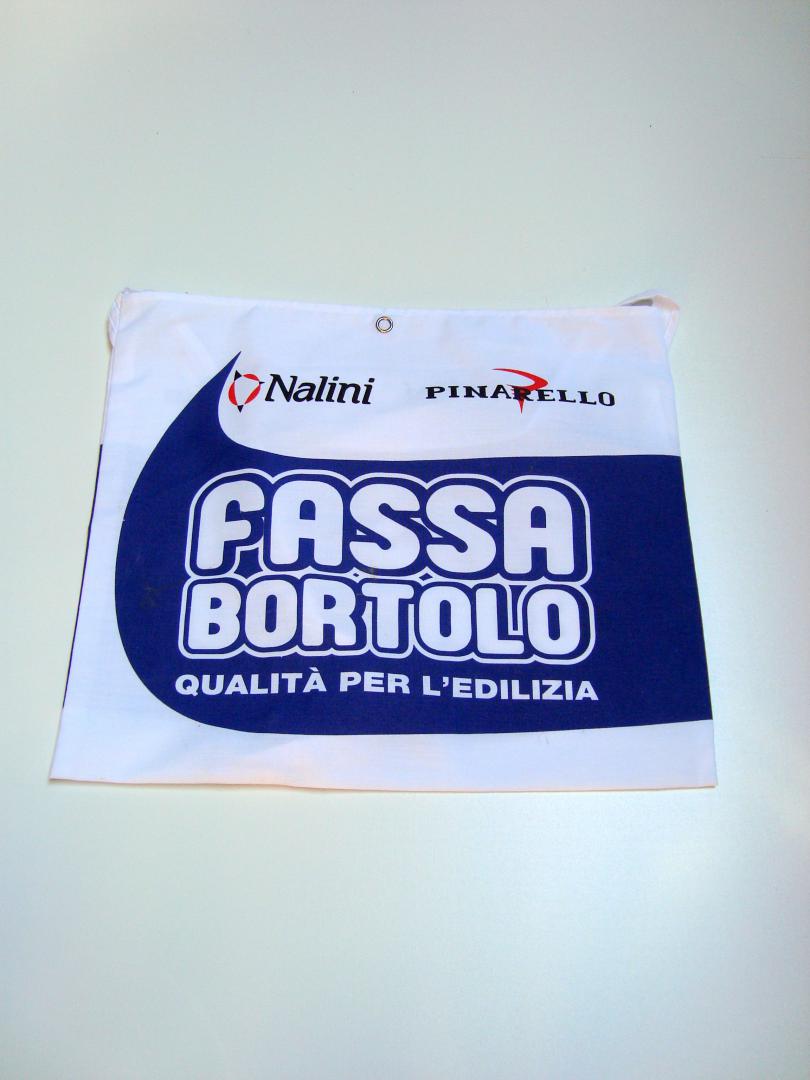 Nalini PINARELLO
FASSA
BORTOLO
QUALITÀ PER L'EDILIZIA